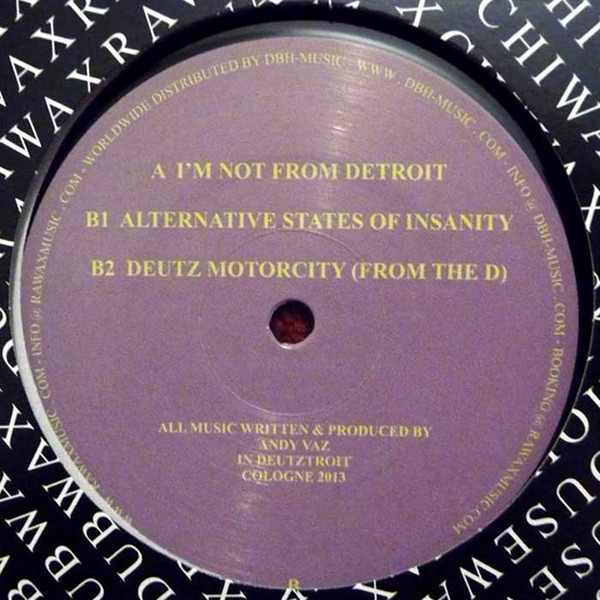 A I'M NOT FROM DETROIT
B1 ALTERNATIVE STATES OF INSANITY
B2 DEUTZ MOTORCITY (FROM THE D)
ALL MUSIC WRITTEN & PRODUCED BY
ANDY VAZ
IN DEUTZTROIT
COLOGNE 2013
WWW.RAWAXMUSIC.COM - INFO @ RAWAXMUSIC.COM - WORLDWIDE DISTRIBUTED BY DBH-MUSIC - WWW.DBH-MUSIC.COM - INFO @ DBH-MUSIC.COM - BOOKING @ RAWAXMUSIC.COM
B